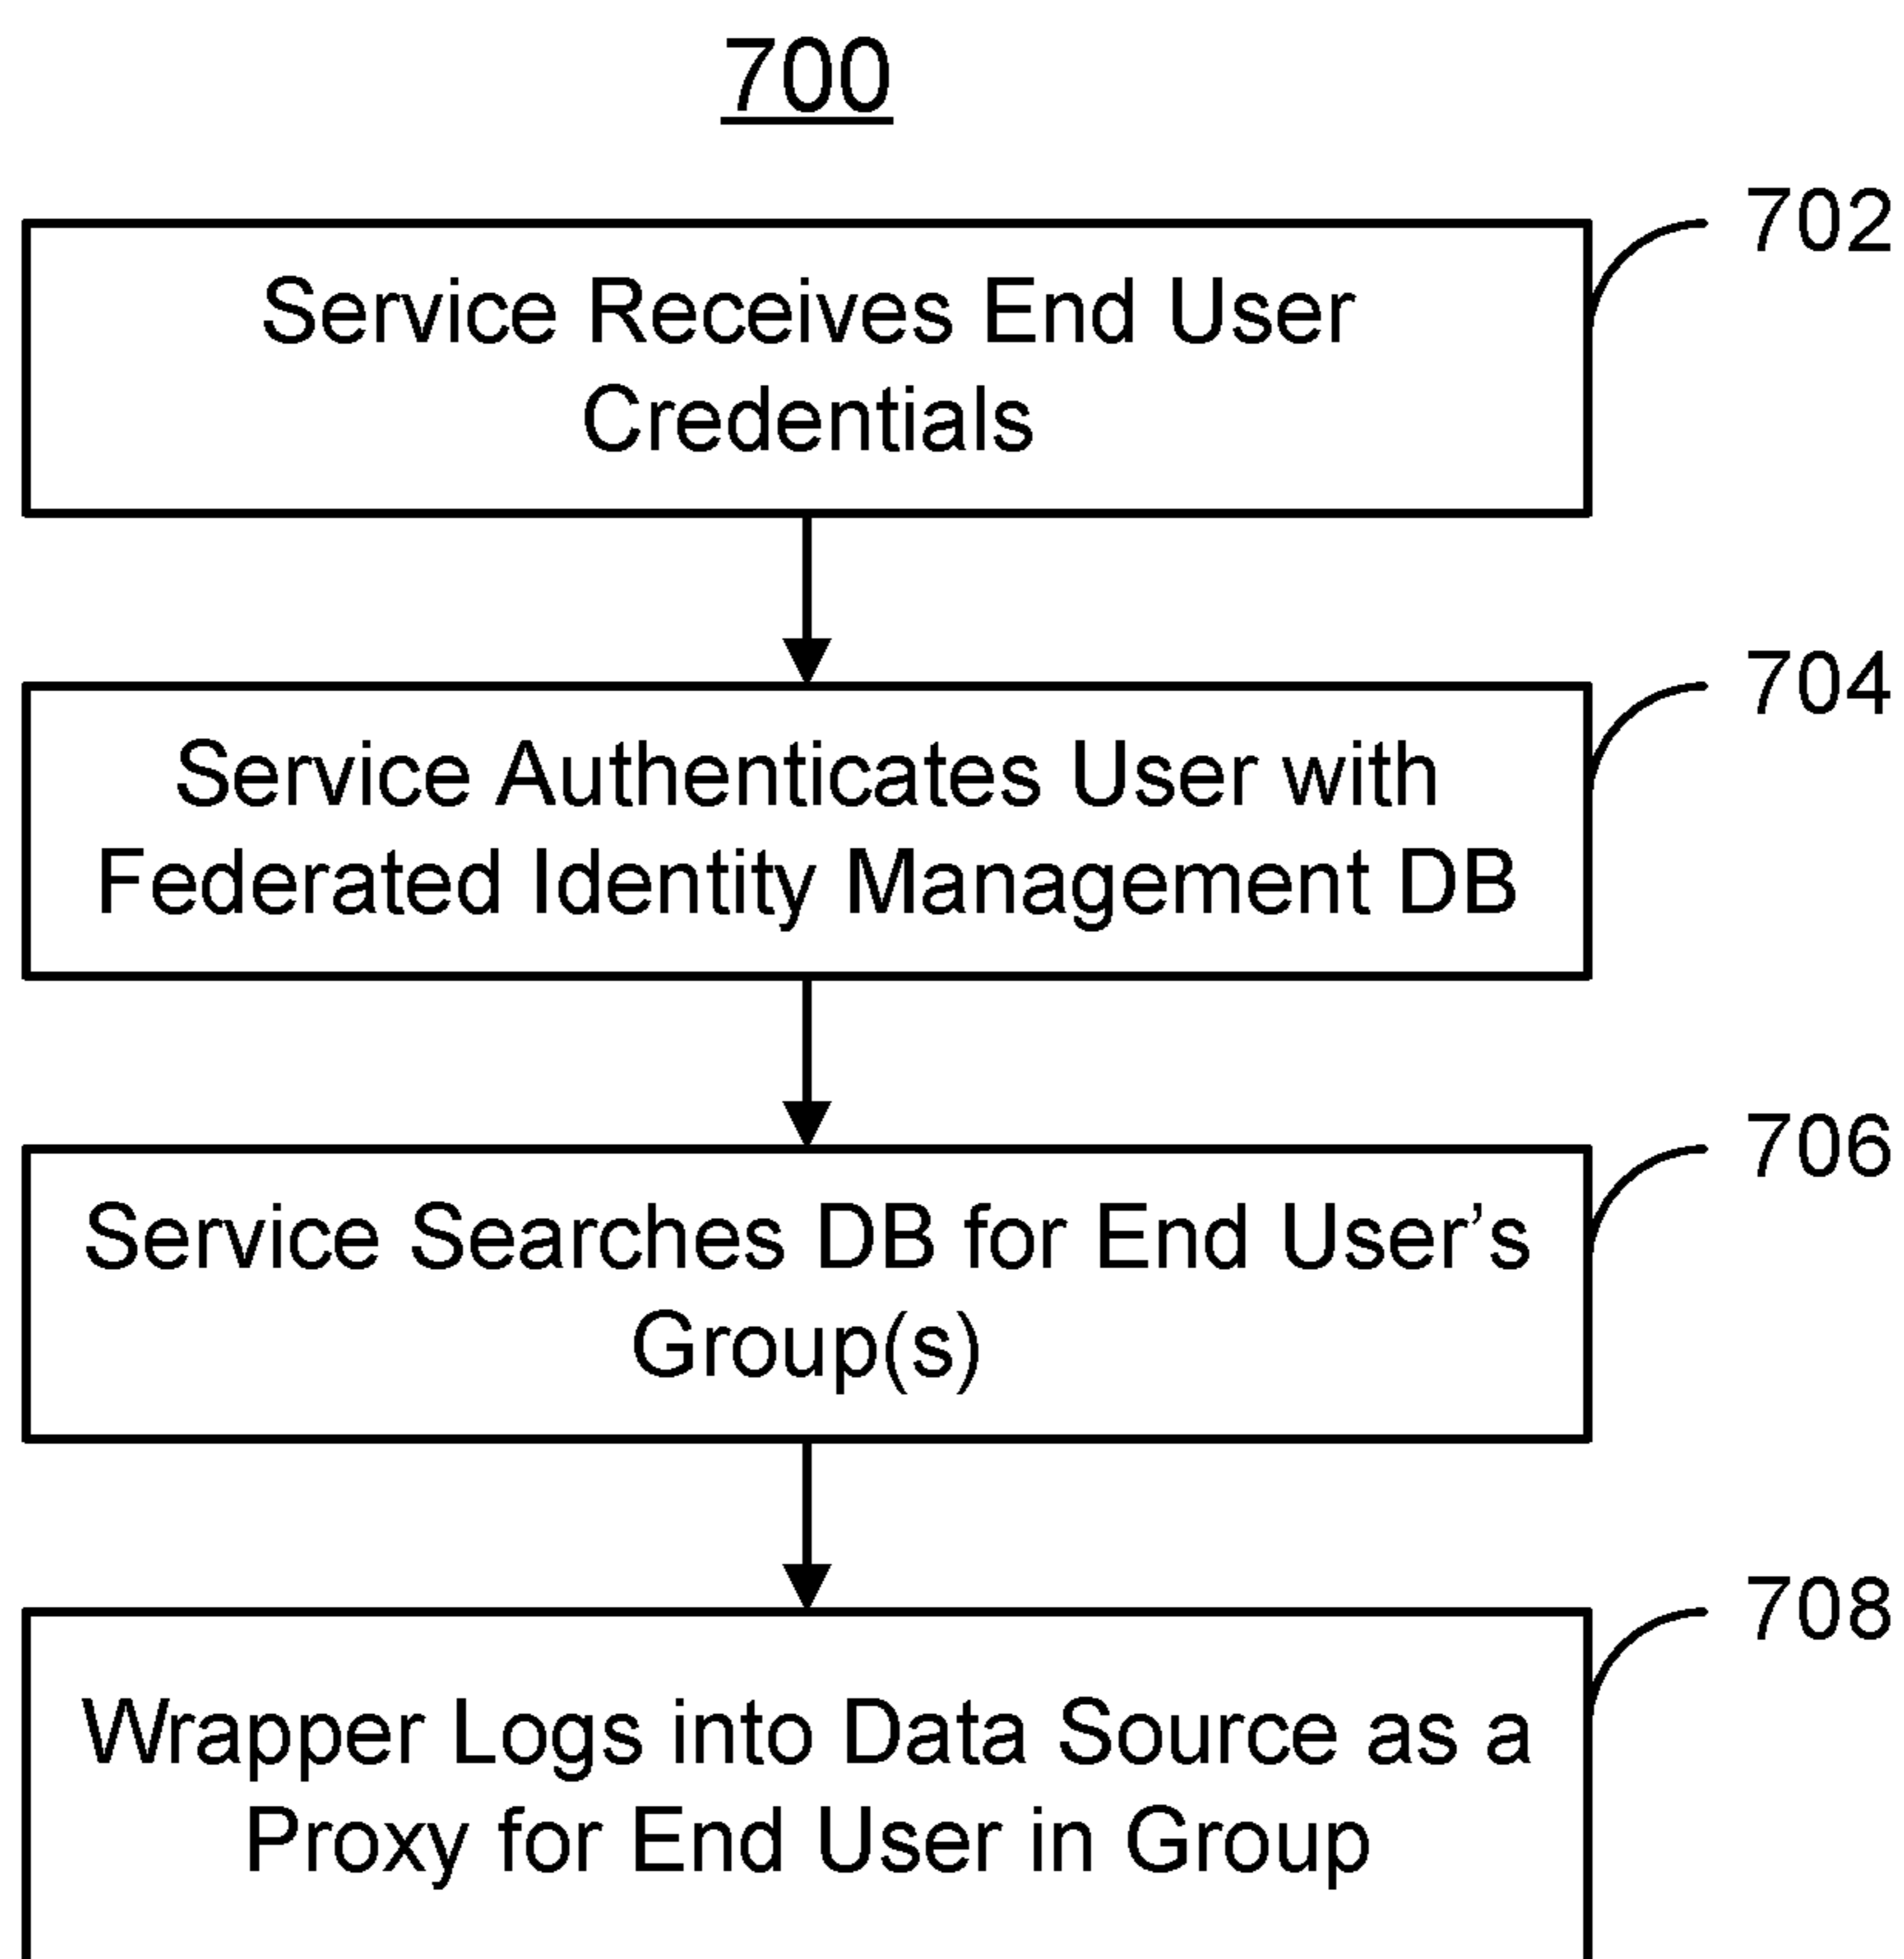 700
702
Service Receives End User
Credentials
704
Service Authenticates User with
Federated Identity Management DB
706
Service Searches DB for End User’s
Group(s)
708
Wrapper Logs into Data Source as a
Proxy for End User in Group